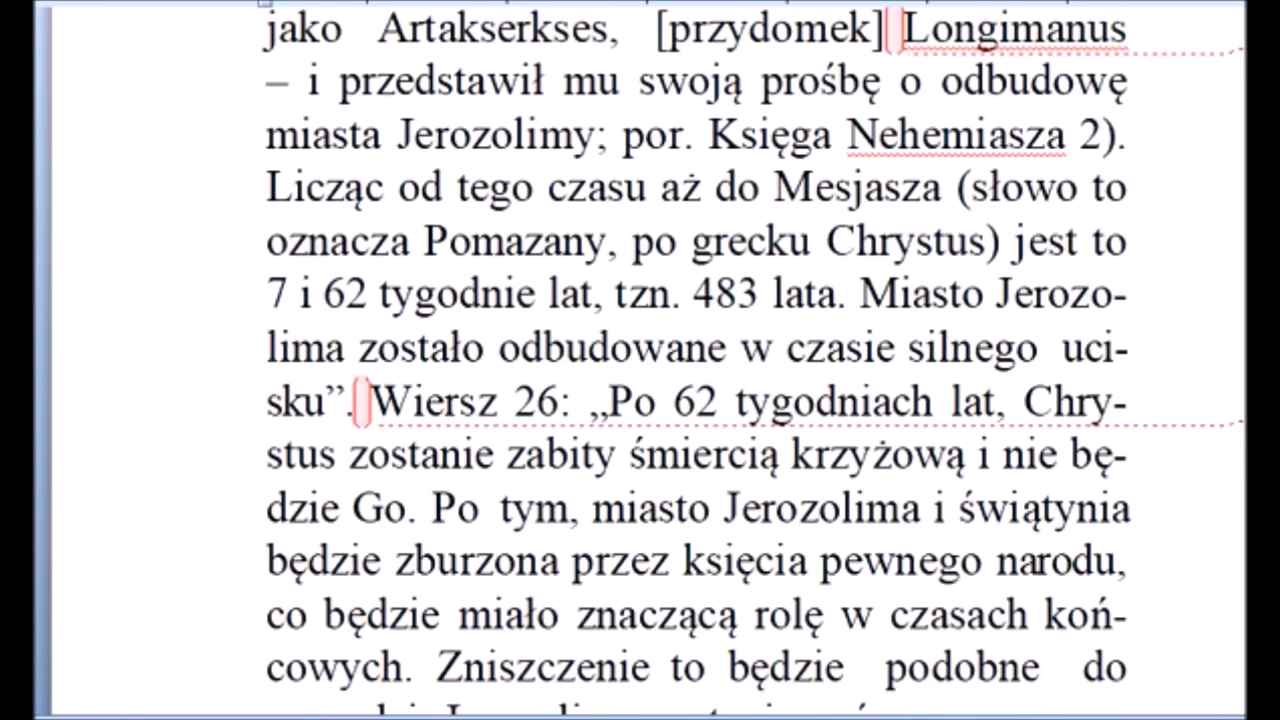 jako Artakserkses, [przydomek] Longimanus
– i przedstawił mu swoją prośbę o odbudowę
miasta Jerozolimy; por. Księga Nehemiasza 2).
Licząc od tego czasu aż do Mesjasza (słowo to
oznacza Pomazany, po grecku Chrystus) jest to
7 i 62 tygodnie lat, tzn. 483 lata. Miasto Jerozo-
lima zostało odbudowane w czasie silnego uci-
sku”. Wiersz 26: „Po 62 tygodniach lat, Chry-
stus zostanie zabity śmiercią krzyżową i nie bę-
dzie Go. Po tym, miasto Jerozolima i świątynia
będzie zburzona przez księcia pewnego narodu,
co będzie miało znaczącą rolę w czasach koń-
cowych. Zniszczenie to będzie podobne do